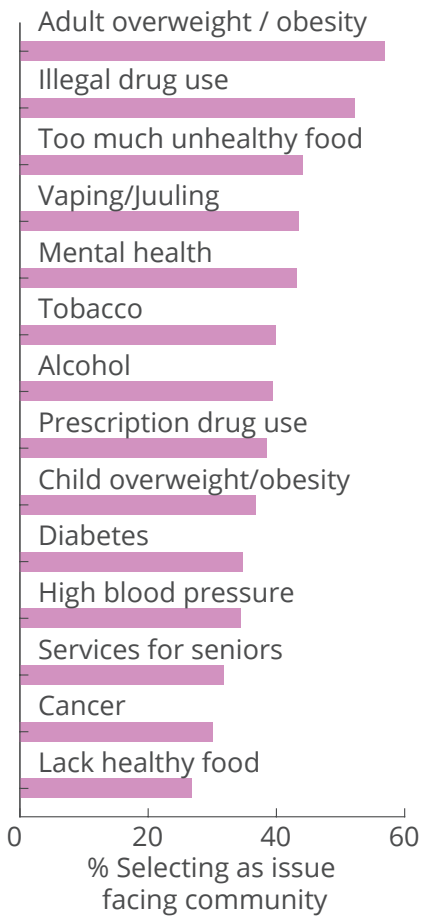 Adult overweight / obesity
Illegal drug use
Too much unhealthy food
Vaping/Juuling
Mental health
Tobacco
Alcohol
Prescription drug use
Child overweight/obesity
Diabetes
High blood pressure
Services for seniors
Cancer
Lack healthy food
0 20 40 60
% Selecting as issue
facing community